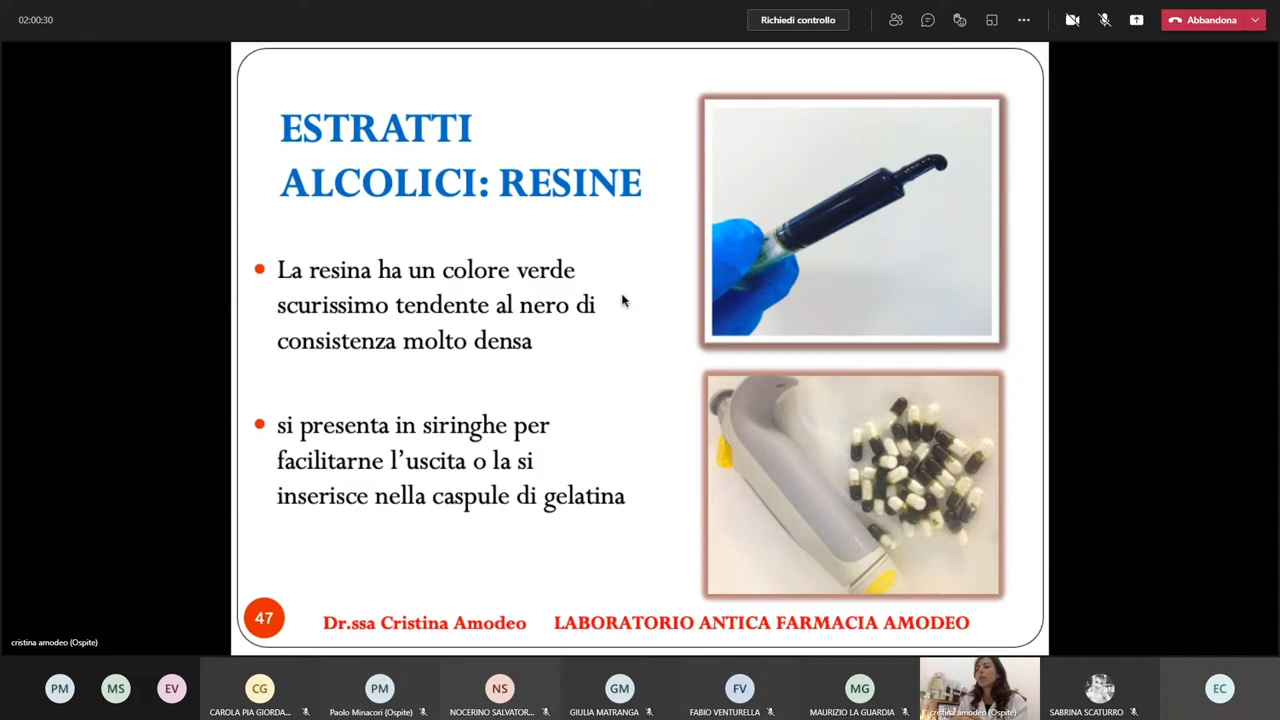 02:00:30
Richiedi controllo
Abbandona
ESTRATTI
ALCOLICI: RESINE
La resina ha un colore verde
scurissimo tendente al nero di
consistenza molto densa
si presenta in siringhe per
facilitarne l'uscita o la si
inserisce nella caspule di gelatina
47
Dr.ssa Cristina Amodeo LABORATORIO ANTICA FARMACIA AMODEO
cristina amodeo (Ospite)
PM
MS
EV
CG
CAROLA PIA GIORDA...
PM
Paolo Minacori (Ospite)
NS
NOCERINO SALVATOR...
GM
GIULIA MATRANGA
FV
FABIO VENTURELLA
MG
MAURIZIO LA GUARDIA
cristina amodeo (Ospite)
SABRINA SCATURRO
EC